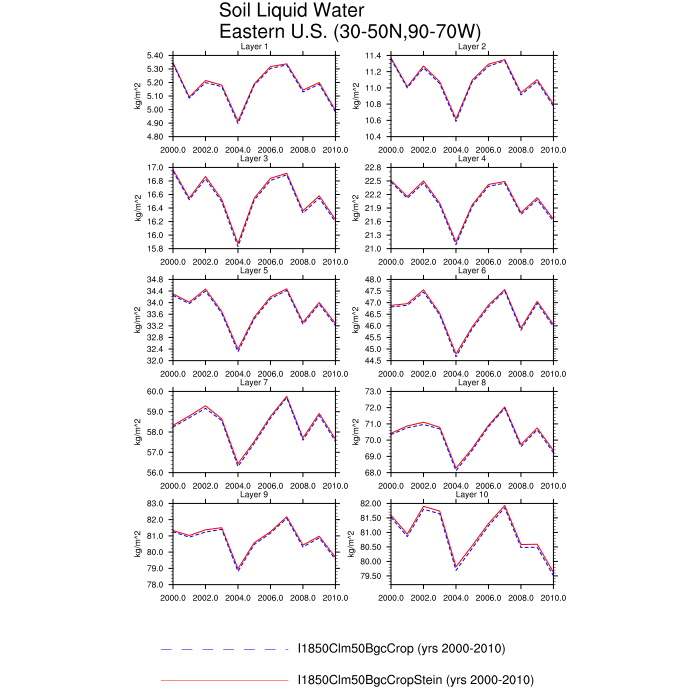 Soil Liquid Water
Eastern U.S. (30-50N,90-70W)
Layer 1
Layer 2
5.40
5.30
5.20
5.10
5.00
4.90
4.80
kg/m^2
2000.0 2002.0 2004.0 2006.0 2008.0 2010.0
11.4
11.2
11.0
10.8
10.6
10.4
kg/m^2
2000.0 2002.0 2004.0 2006.0 2008.0 2010.0
Layer 3
Layer 4
17.0
16.8
16.6
16.4
16.2
16.0
15.8
kg/m^2
2000.0 2002.0 2004.0 2006.0 2008.0 2010.0
22.8
22.5
22.2
21.9
21.6
21.3
21.0
kg/m^2
2000.0 2002.0 2004.0 2006.0 2008.0 2010.0
Layer 5
Layer 6
34.8
34.4
34.0
33.6
33.2
32.8
32.4
32.0
kg/m^2
2000.0 2002.0 2004.0 2006.0 2008.0 2010.0
48.0
47.5
47.0
46.5
46.0
45.5
45.0
44.5
kg/m^2
2000.0 2002.0 2004.0 2006.0 2008.0 2010.0
Layer 7
Layer 8
60.0
59.0
58.0
57.0
56.0
kg/m^2
2000.0 2002.0 2004.0 2006.0 2008.0 2010.0
73.0
72.0
71.0
70.0
69.0
68.0
kg/m^2
2000.0 2002.0 2004.0 2006.0 2008.0 2010.0
Layer 9
Layer 10
83.0
82.0
81.0
80.0
79.0
78.0
kg/m^2
2000.0 2002.0 2004.0 2006.0 2008.0 2010.0
82.00
81.50
81.00
80.50
80.00
79.50
kg/m^2
2000.0 2002.0 2004.0 2006.0 2008.0 2010.0
I1850Clm50BgcCrop (yrs 2000-2010)
I1850Clm50BgcCropStein (yrs 2000-2010)